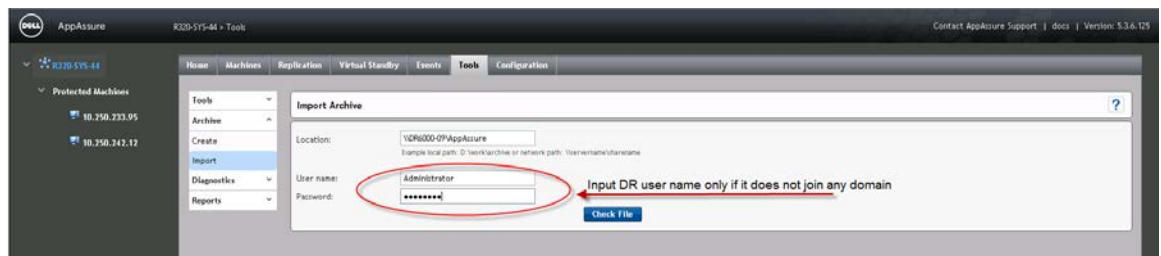 DELL AppAssure R320-SYS-44 > Tools Contact AppAssure Support | docs | Version: 5.3.6.125
R320-SYS-44
Home Machines Replication Virtual Standby Events Tools Configuration
Protected Machines
10.250.233.95
10.250.242.12
Tools
Archive
Create
Import
Diagnostics
Reports
Import Archive ?
Location: \\DR6000-09\AppAssure
Example local path: D:\work\archive or network path: \\servername\sharename
User name: Administrator
Password: ••••••••
Input DR user name only if it does not join any domain
Check File